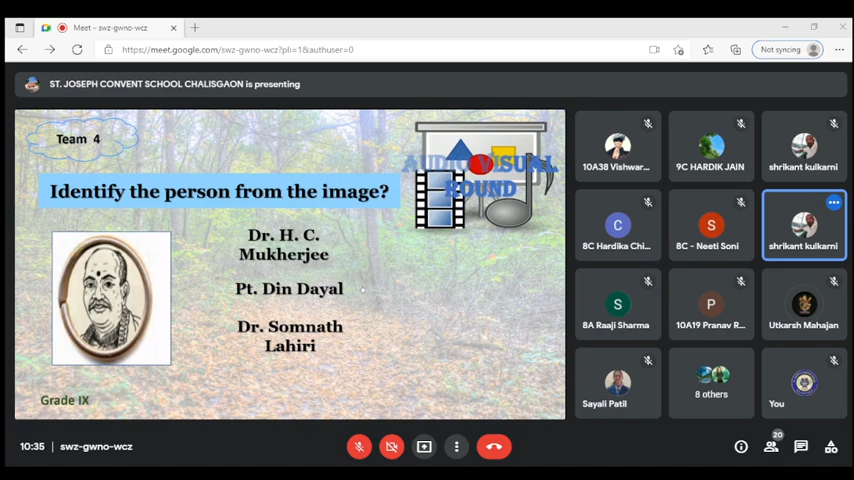 Meet – swz-gwno-wcz
https://meet.google.com/swz-gwno-wcz?pli=1&authuser=0
Not syncing
ST. JOSEPH CONVENT SCHOOL CHALISGAON is presenting
Team 4
AUDIO VISUAL
ROUND
Identify the person from the image?
Dr. H. C.
Mukherjee
Pt. Din Dayal
Dr. Somnath
Lahiri
Grade IX
10A38 Vishwar...
9C HARDIK JAIN
shrikant kulkarni
C
8C Hardika Chi...
S
8C - Neeti Soni
shrikant kulkarni
S
8A Raaji Sharma
P
10A19 Pranav R...
Utkarsh Mahajan
Sayali Patil
8 others
You
10:35
swz-gwno-wcz
20